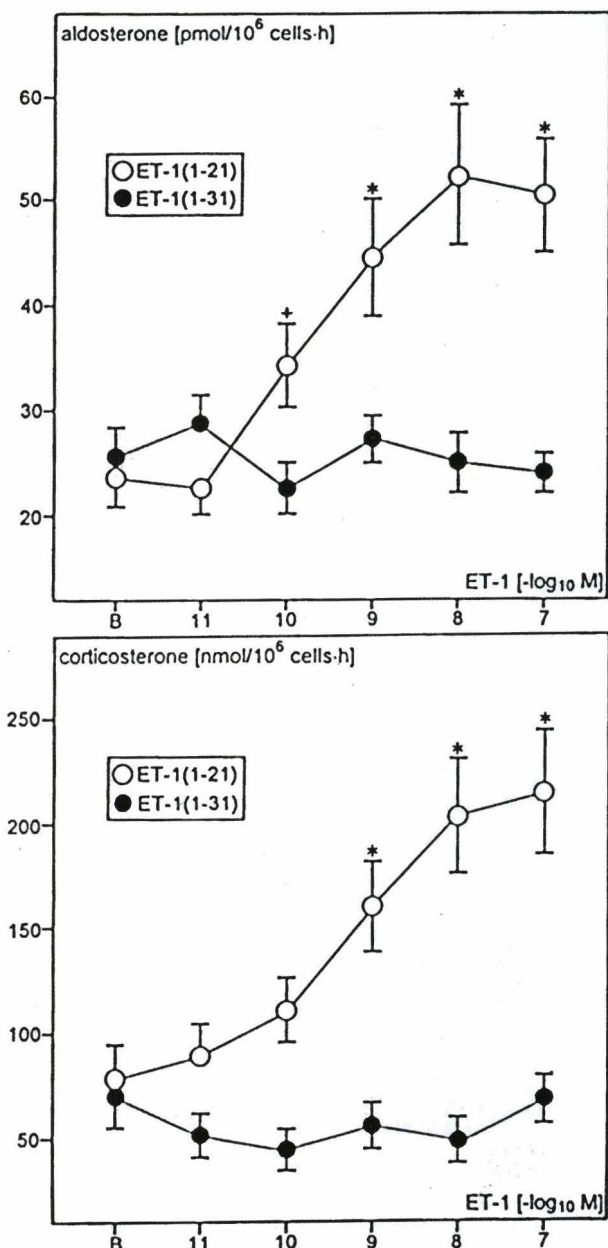 aldosterone [pmol/10⁶ cells·h]
60
50
40
30
20
○ ET-1(1-21)
● ET-1(1-31)
+
*
*
*
ET-1 [-log₁₀ M]
B 11 10 9 8 7
corticosterone [nmol/10⁶ cells·h]
250
200
150
100
50
○ ET-1(1-21)
● ET-1(1-31)
*
*
*
ET-1 [-log₁₀ M]
B 11 10 9 8 7